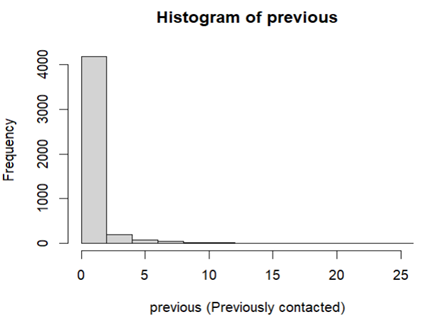 Histogram of previous
Frequency
4000
3000
2000
1000
0
0 5 10 15 20 25
previous (Previously contacted)